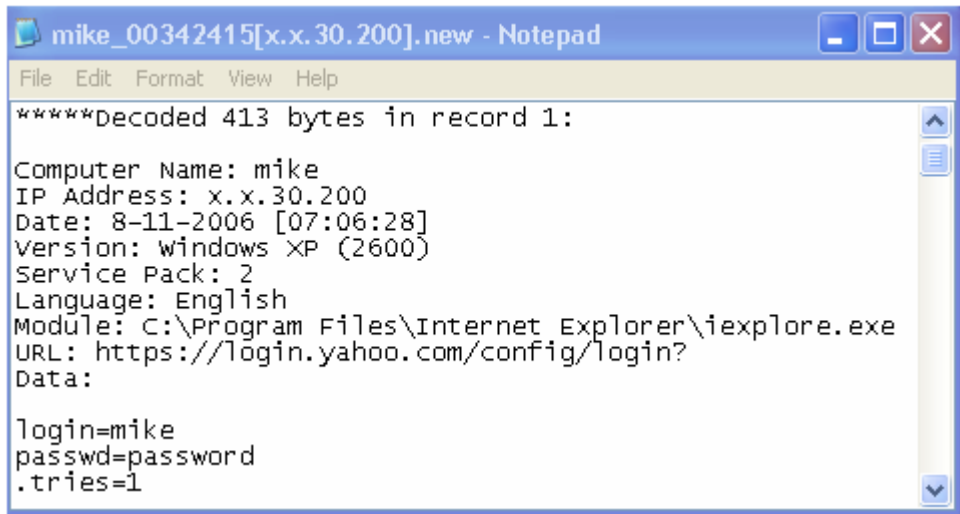 mike_00342415[x.x.30.200].new - Notepad
File Edit Format View Help
*****Decoded 413 bytes in record 1:
Computer Name: mike
IP Address: x.x.30.200
Date: 8-11-2006 [07:06:28]
Version: Windows XP (2600)
Service Pack: 2
Language: English
Module: C:\Program Files\Internet Explorer\iexplore.exe
URL: https://login.yahoo.com/config/login?
Data:
login=mike
passwd=password
.tries=1